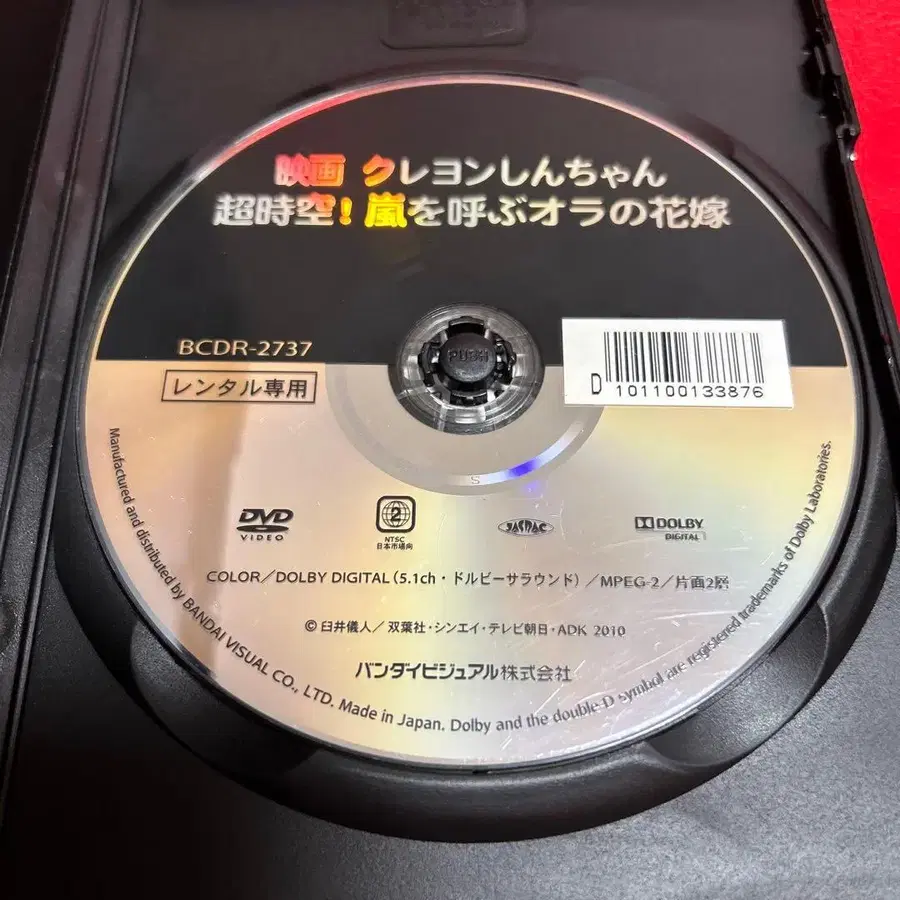 映画 クレヨンしんちゃん
超時空!嵐を呼ぶオラの花嫁
BCDR-2737
レンタル専用
PUSH
D 101100133876
S
DVD
VIDEO
2
NTSC
日本市場向
JASRAC
DOLBY
DIGITAL
COLOR/DOLBY DIGITAL(5.1ch・ドルビーサラウンド)/MPEG-2/片面2層
© 臼井儀人/双葉社・シンエイ・テレビ朝日・ADK 2010
バンダイビジュアル株式会社
Manufactured and distributed by BANDAI VISUAL CO., LTD. Made in Japan. Dolby and the double-D symbol are registered trademarks of Dolby Laboratories.